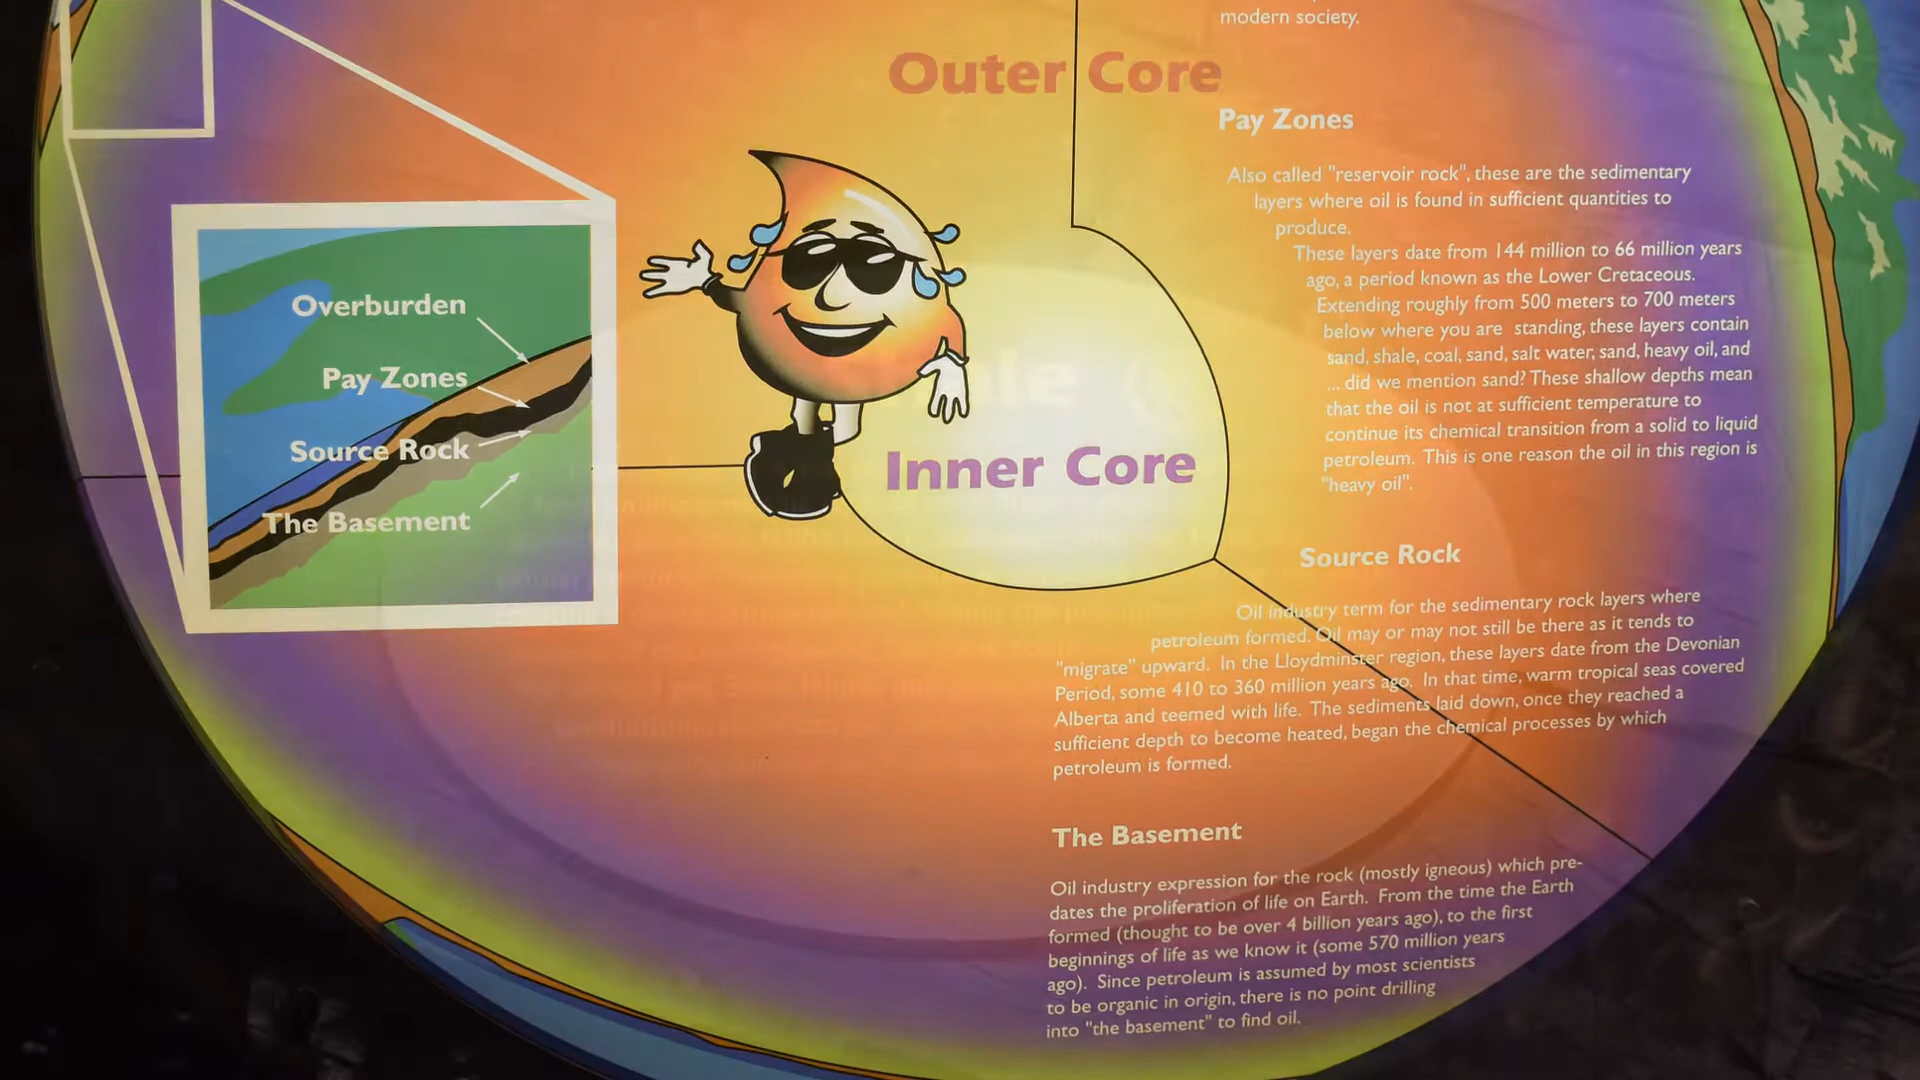 modern society.
Outer Core
Pay Zones
Also called "reservoir rock", these are the sedimentary
layers where oil is found in sufficient quantities to
produce.
These layers date from 144 million to 66 million years
ago, a period known as the Lower Cretaceous.
Extending roughly from 500 meters to 700 meters
below where you are standing, these layers contain
sand, shale, coal, sand, salt water, sand, heavy oil, and
... did we mention sand? These shallow depths mean
that the oil is not at sufficient temperature to
continue its chemical transition from a solid to liquid
petroleum. This is one reason the oil in this region is
"heavy oil".
Overburden
Pay Zones
Source Rock
The Basement
Inner Core
Source Rock
Oil industry term for the sedimentary rock layers where
petroleum formed. Oil may or may not still be there as it tends to
"migrate" upward. In the Lloydminster region, these layers date from the Devonian
Period, some 410 to 360 million years ago. In that time, warm tropical seas covered
Alberta and teemed with life. The sediments laid down, once they reached a
sufficient depth to become heated, began the chemical processes by which
petroleum is formed.
The Basement
Oil industry expression for the rock (mostly igneous) which pre-
dates the proliferation of life on Earth. From the time the Earth
formed (thought to be over 4 billion years ago), to the first
beginnings of life as we know it (some 570 million years
ago). Since petroleum is assumed by most scientists
to be organic in origin, there is no point drilling
into "the basement" to find oil.